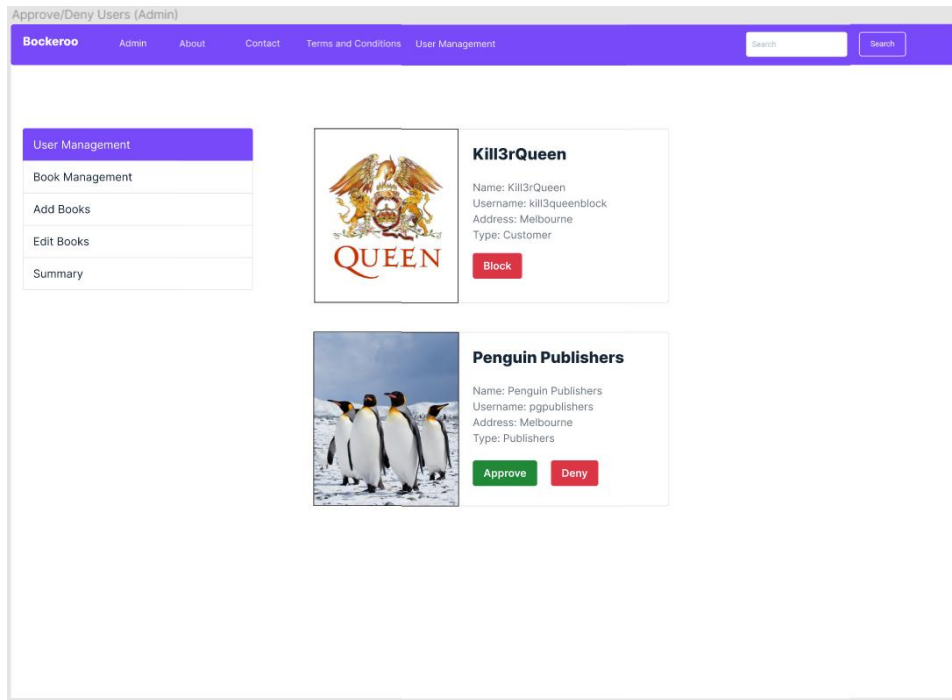 Approve/Deny Users (Admin)
Bockeroo Admin About Contact Terms and Conditions User Management Search Search
User Management
Book Management
Add Books
Edit Books
Summary
QUEEN
Kill3rQueen
Name: Kill3rQueen
Username: kill3queenblock
Address: Melbourne
Type: Customer
Block
Penguin Publishers
Name: Penguin Publishers
Username: pgpublishers
Address: Melbourne
Type: Publishers
Approve Deny